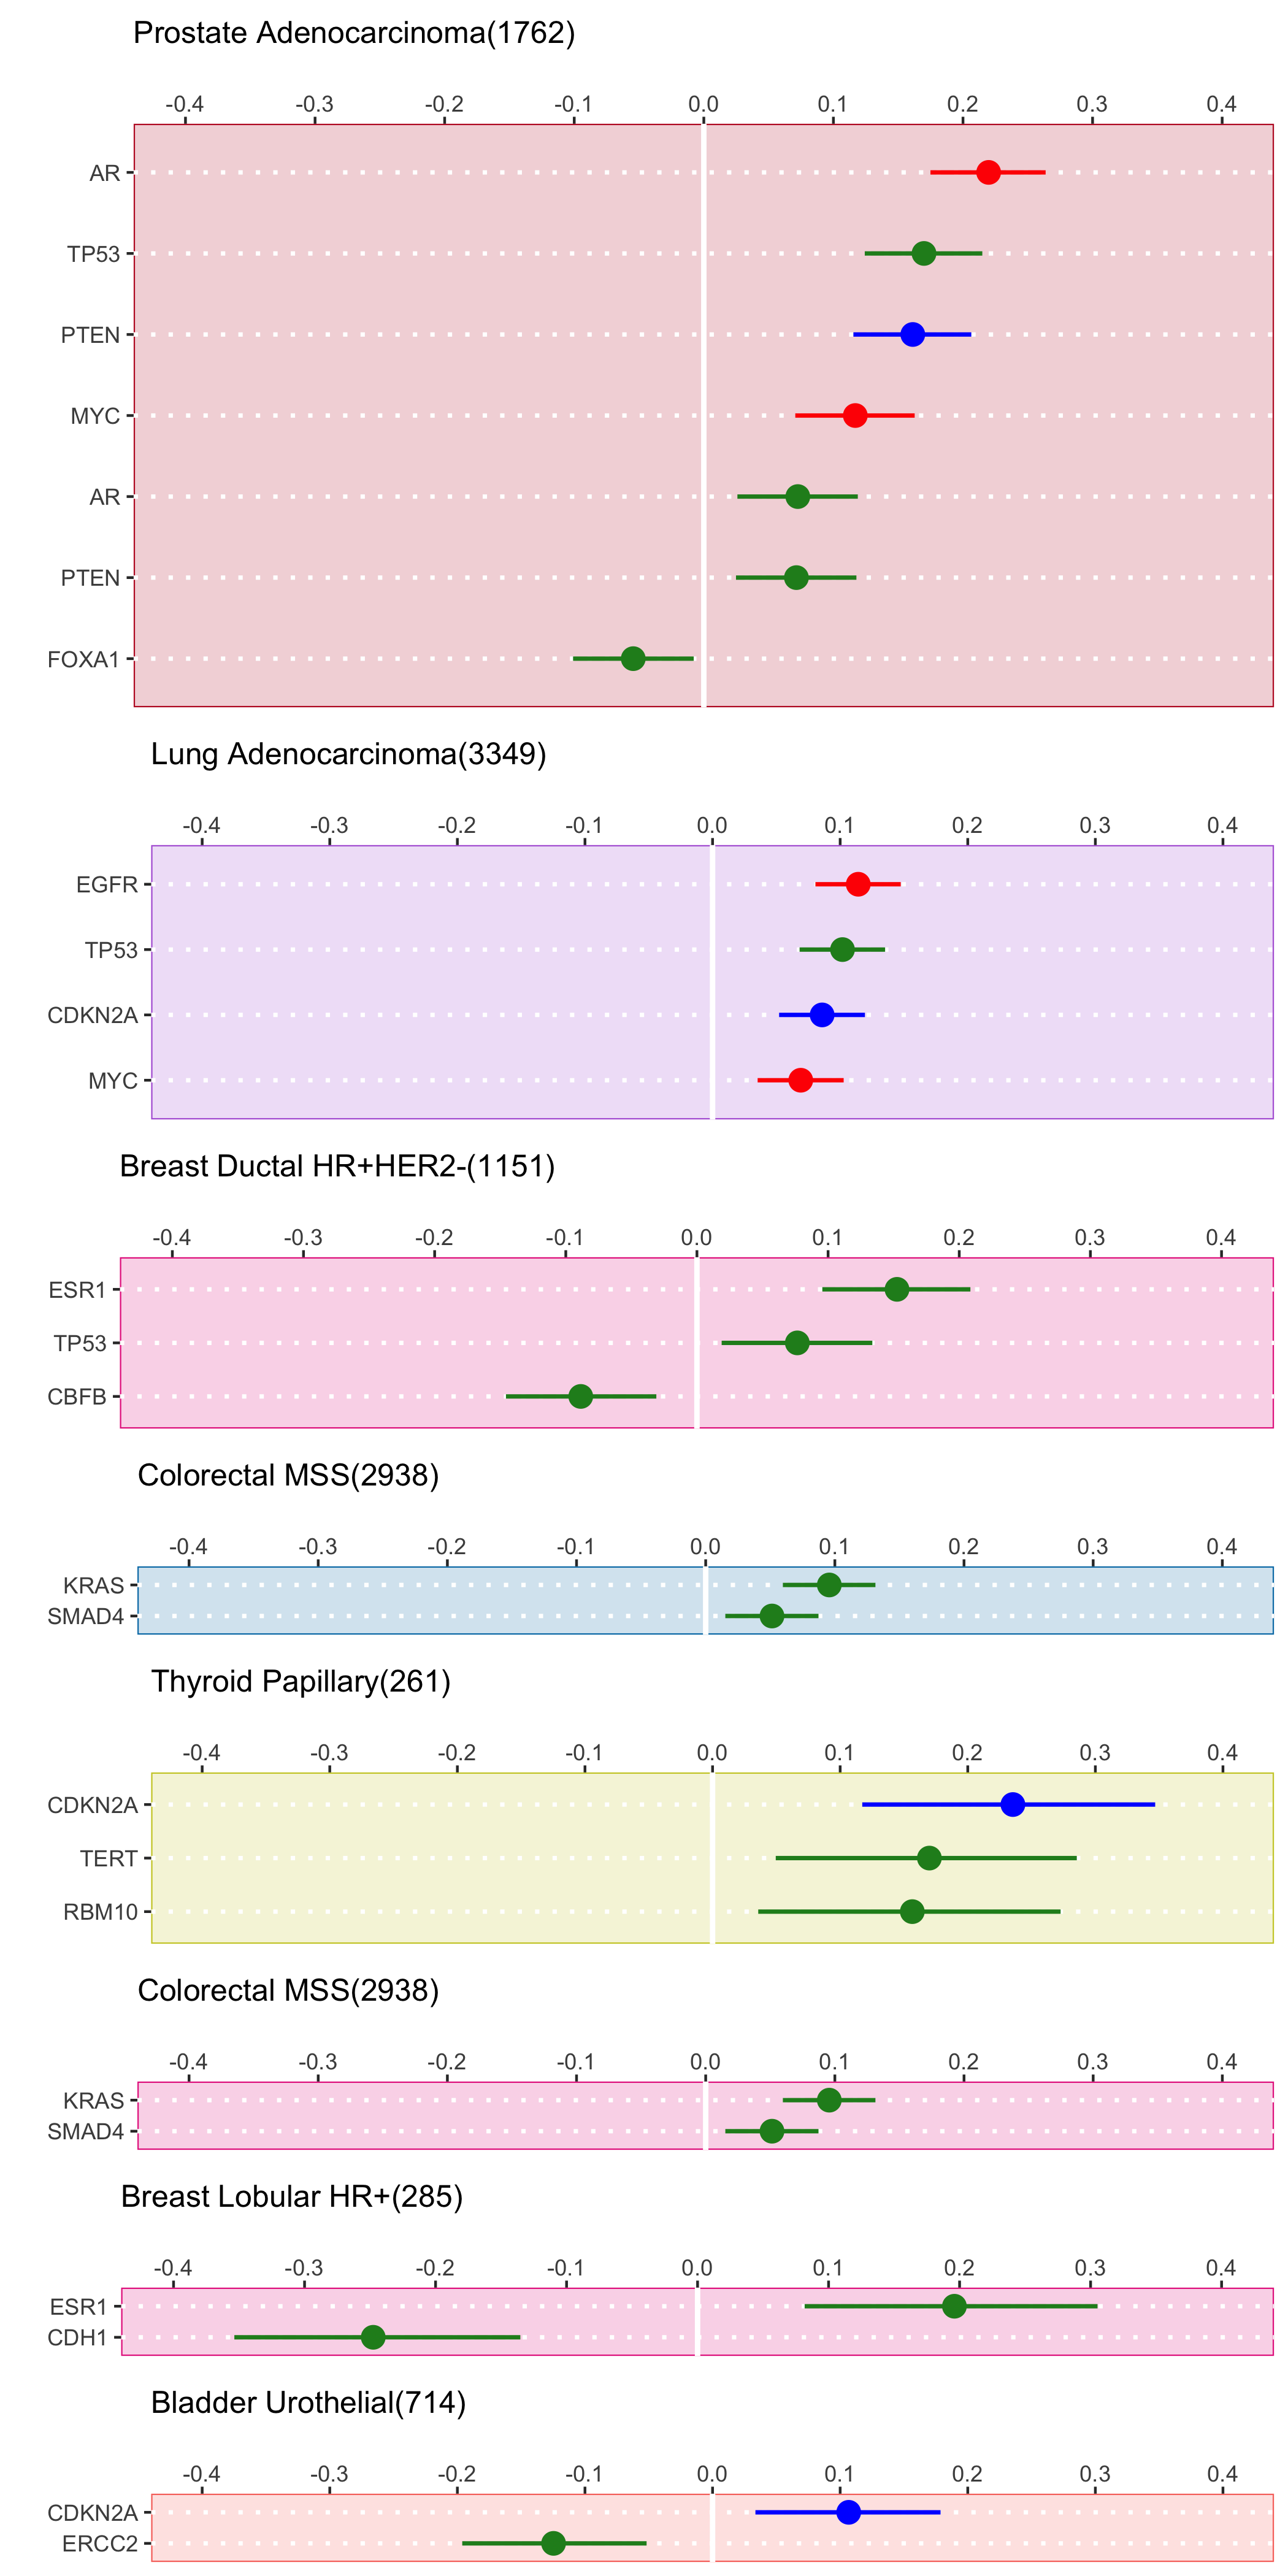 Prostate Adenocarcinoma(1762)
-0.4 -0.3 -0.2 -0.1 0.0 0.1 0.2 0.3 0.4
AR
TP53
PTEN
MYC
AR
PTEN
FOXA1
Lung Adenocarcinoma(3349)
-0.4 -0.3 -0.2 -0.1 0.0 0.1 0.2 0.3 0.4
EGFR
TP53
CDKN2A
MYC
Breast Ductal HR+HER2-(1151)
-0.4 -0.3 -0.2 -0.1 0.0 0.1 0.2 0.3 0.4
ESR1
TP53
CBFB
Colorectal MSS(2938)
-0.4 -0.3 -0.2 -0.1 0.0 0.1 0.2 0.3 0.4
KRAS
SMAD4
Thyroid Papillary(261)
-0.4 -0.3 -0.2 -0.1 0.0 0.1 0.2 0.3 0.4
CDKN2A
TERT
RBM10
Colorectal MSS(2938)
-0.4 -0.3 -0.2 -0.1 0.0 0.1 0.2 0.3 0.4
KRAS
SMAD4
Breast Lobular HR+(285)
-0.4 -0.3 -0.2 -0.1 0.0 0.1 0.2 0.3 0.4
ESR1
CDH1
Bladder Urothelial(714)
-0.4 -0.3 -0.2 -0.1 0.0 0.1 0.2 0.3 0.4
CDKN2A
ERCC2